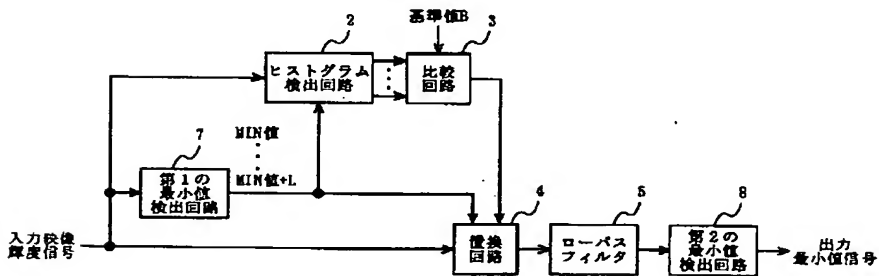 基準値B
2
3
ヒストグラム
検出回路
比較
回路
7
MIN値
MIN値+L
第1の
最小値
検出回路
4
5
8
入力映像
輝度信号
置換
回路
ローパス
フィルタ
第2の
最小値
検出回路
出力
最小値信号